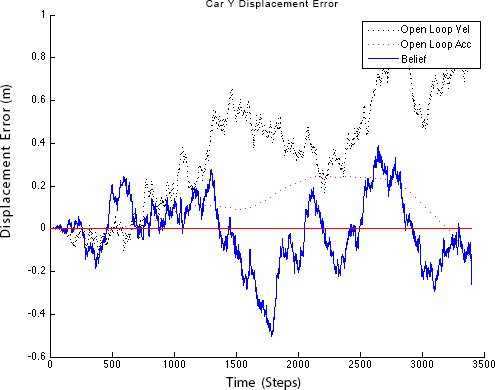 Car Y Displacement Error
Open Loop Vel
Open Loop Acc
Belief
Displacement Error (m)
1
0.8
0.6
0.4
0.2
0
-0.2
-0.4
-0.6
0 500 1000 1500 2000 2500 3000 3500
Time (Steps)